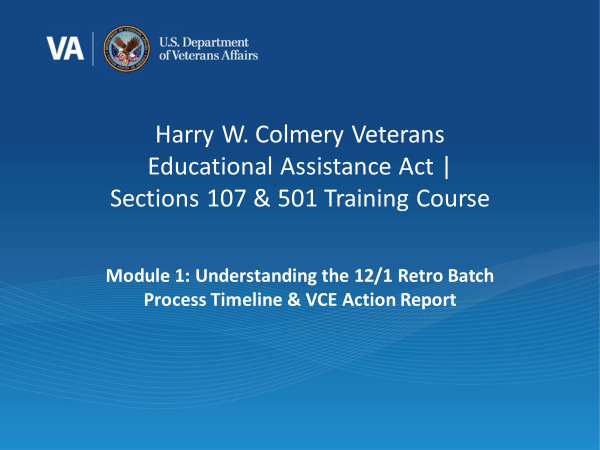 VA
U.S. Department
of Veterans Affairs
Harry W. Colmery Veterans
Educational Assistance Act |
Sections 107 & 501 Training Course
Module 1: Understanding the 12/1 Retro Batch
Process Timeline & VCE Action Report